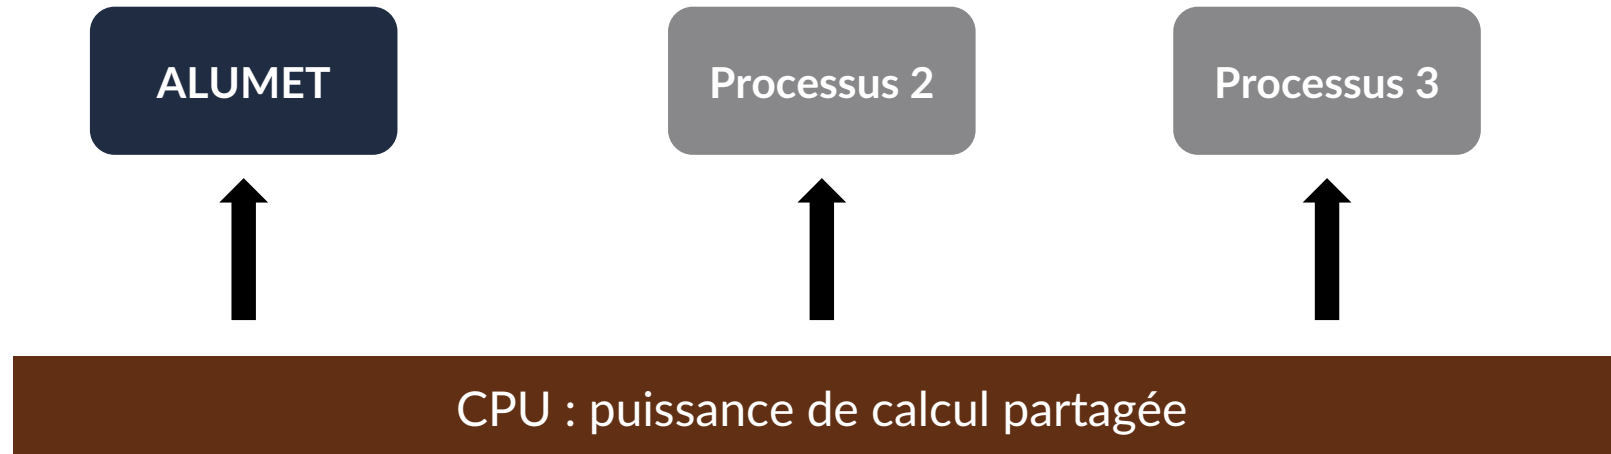 ALUMET
Processus 2
Processus 3
CPU : puissance de calcul partagée